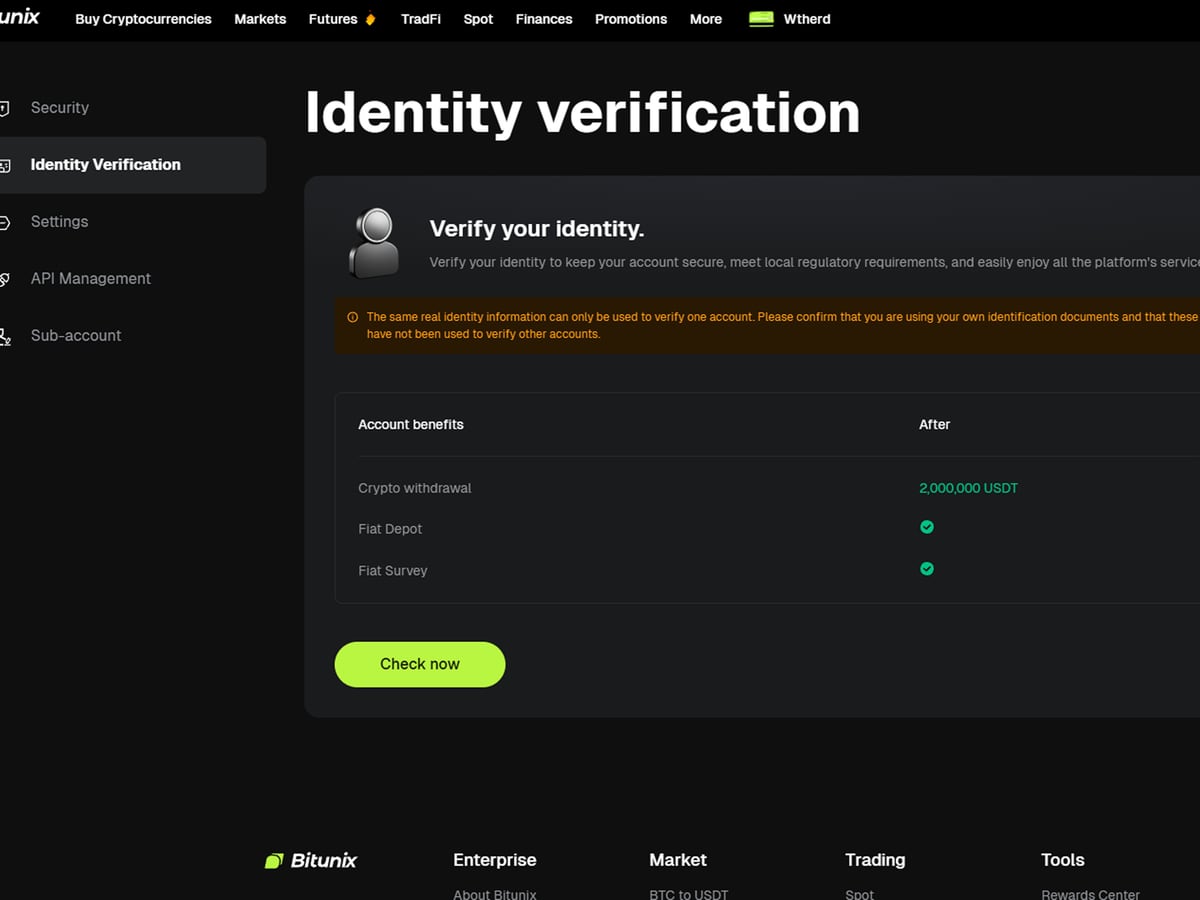 unix Buy Cryptocurrencies Markets Futures TradFi Spot Finances Promotions More Wtherd
Security
Identity Verification
Settings
API Management
Sub-account
Identity verification
Verify your identity.
Verify your identity to keep your account secure, meet local regulatory requirements, and easily enjoy all the platform's service
The same real identity information can only be used to verify one account. Please confirm that you are using your own identification documents and that these
have not been used to verify other accounts.
Account benefits After
Crypto withdrawal 2,000,000 USDT
Fiat Depot
Fiat Survey
Check now
Bitunix Enterprise Market Trading Tools
About Bitunix BTC to USDT Spot Rewards Center